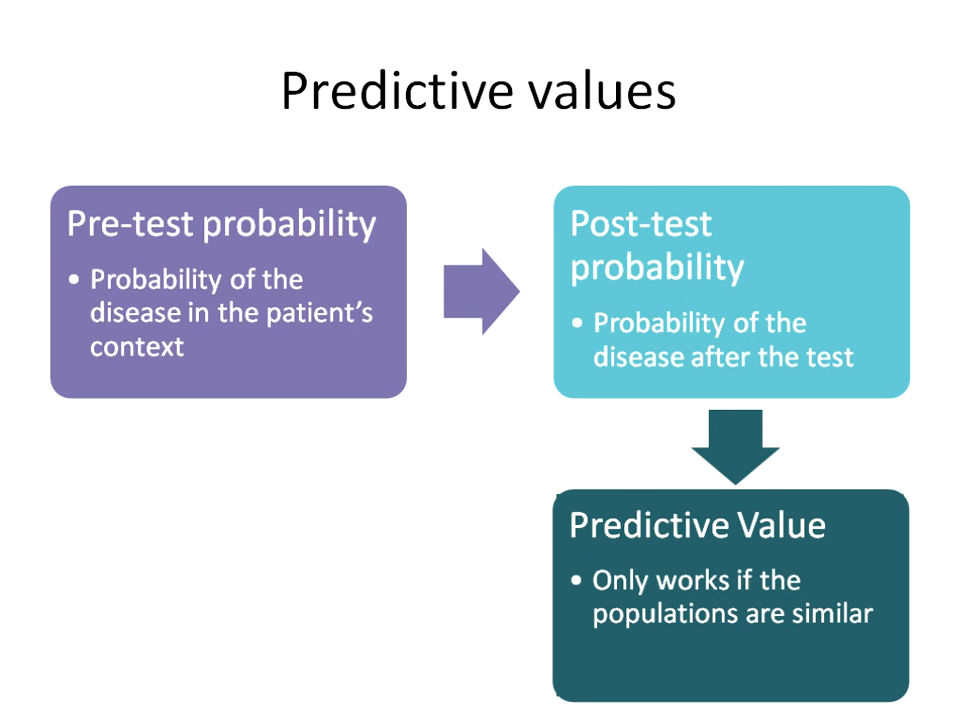 Predictive values
Pre-test probability
• Probability of the
disease in the patient’s
context
Post-test
probability
• Probability of the
disease after the test
Predictive Value
• Only works if the
populations are similar